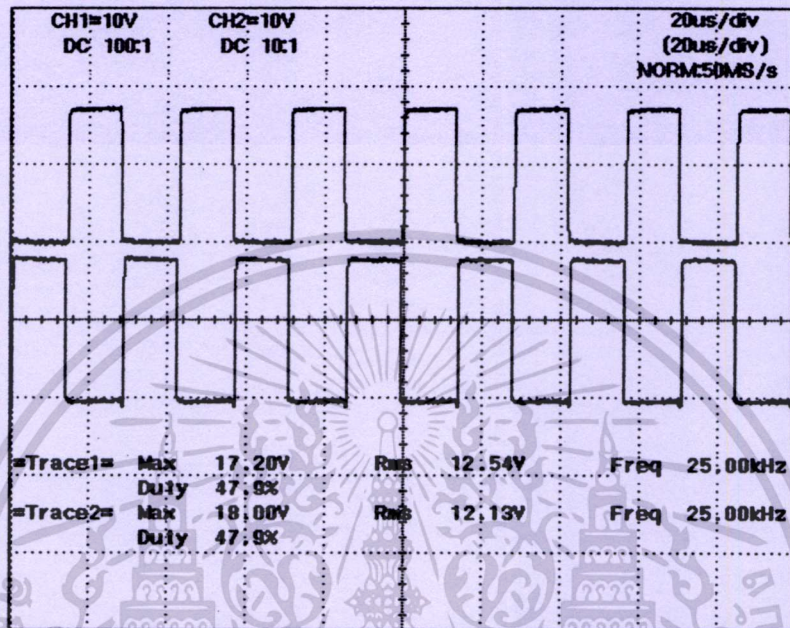 CH1=10V CH2=10V 20us/div
DC 100:1 DC 10:1 (20us/div)
NORM:50MS/s
=Trace1= Max 17.20V Rms 12.54V Freq 25.00kHz
Duty 47.9%
=Trace2= Max 18.00V Rms 12.13V Freq 25.00kHz
Duty 47.9%